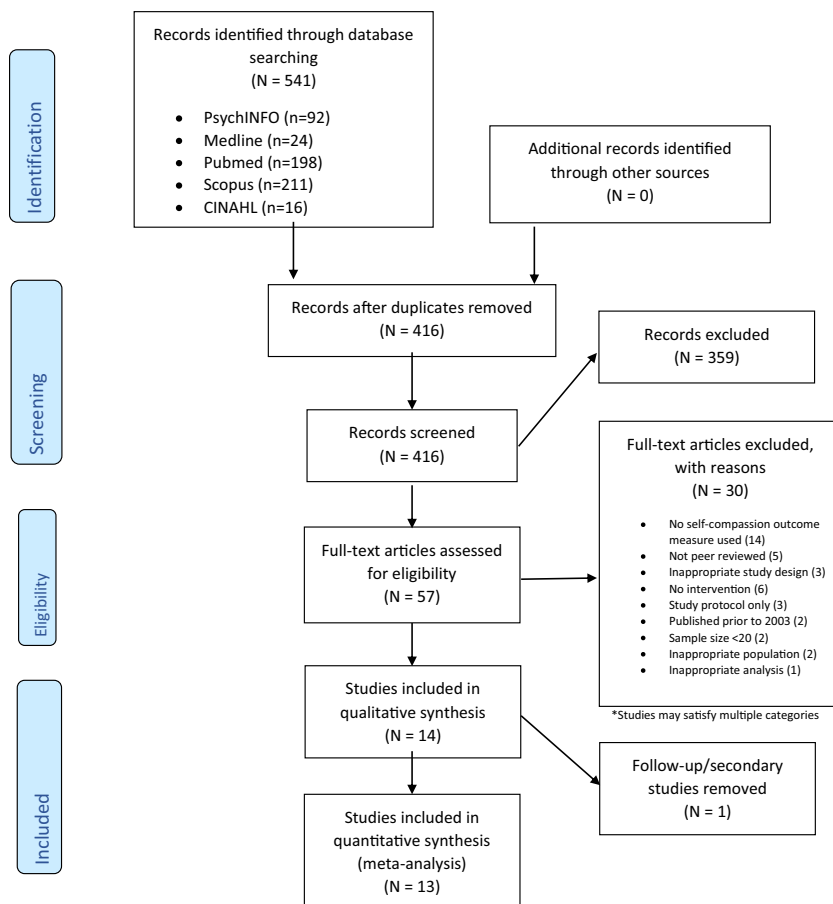 Identification
Records identified through database
searching
(N = 541)
• PsychINFO (n=92)
• Medline (n=24)
• Pubmed (n=198)
• Scopus (n=211)
• CINAHL (n=16)
Additional records identified
through other sources
(N = 0)
Screening
Records after duplicates removed
(N = 416)
Records excluded
(N = 359)
Records screened
(N = 416)
Full-text articles excluded,
with reasons
(N = 30)
• No self-compassion outcome
measure used (14)
• Not peer reviewed (5)
• Inappropriate study design (3)
• No intervention (6)
• Study protocol only (3)
• Published prior to 2003 (2)
• Sample size <20 (2)
• Inappropriate population (2)
• Inappropriate analysis (1)
*Studies may satisfy multiple categories
Eligibility
Full-text articles assessed
for eligibility
(N = 57)
Included
Studies included in
qualitative synthesis
(N = 14)
Follow-up/secondary
studies removed
(N = 1)
Studies included in
quantitative synthesis
(meta-analysis)
(N = 13)